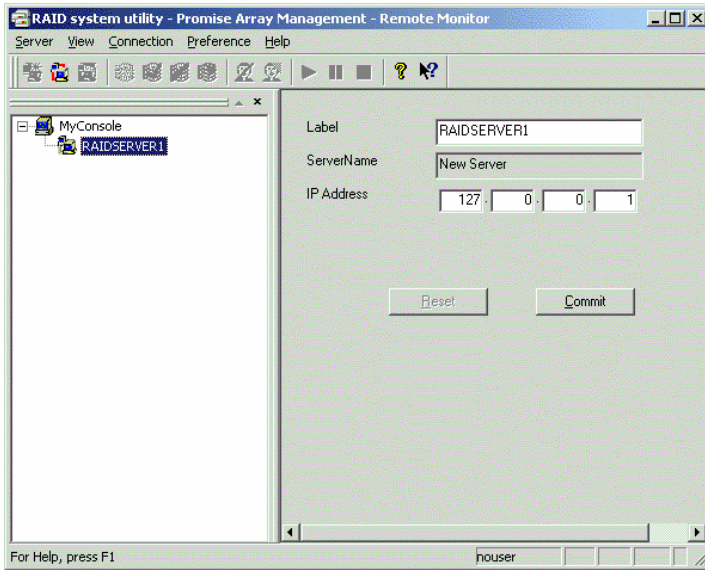 RAID system utility - Promise Array Management - Remote Monitor
Server View Connection Preference Help
MyConsole
RAIDSERVER1
Label RAIDSERVER1
ServerName New Server
IP Address 127 . 0 . 0 . 1
Reset Commit
For Help, press F1 nouser